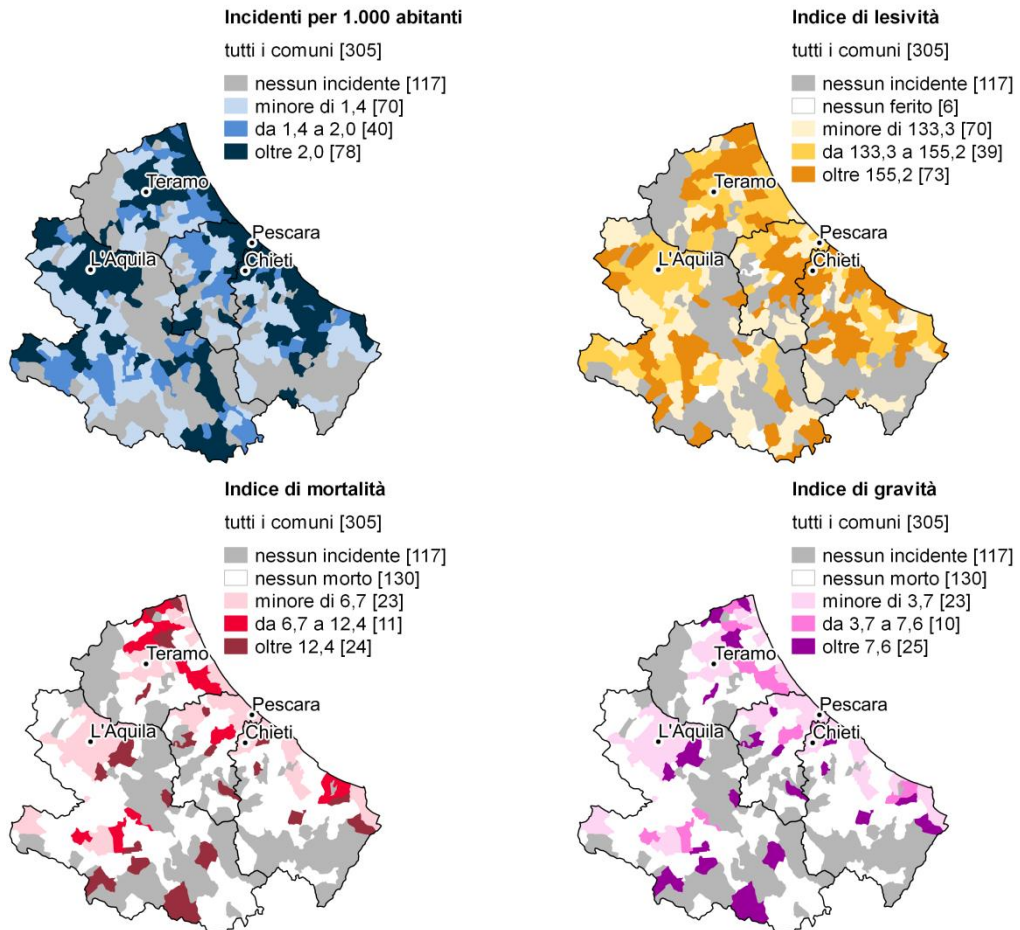 Incidenti per 1.000 abitanti
tutti i comuni [305]
nessun incidente [117]
minore di 1,4 [70]
da 1,4 a 2,0 [40]
oltre 2,0 [78]
Teramo
Pescara
L'Aquila
Chieti
Indice di lesività
tutti i comuni [305]
nessun incidente [117]
nessun ferito [6]
minore di 133,3 [70]
da 133,3 a 155,2 [39]
oltre 155,2 [73]
Teramo
Pescara
L'Aquila
Chieti
Indice di mortalità
tutti i comuni [305]
nessun incidente [117]
nessun morto [130]
minore di 6,7 [23]
da 6,7 a 12,4 [11]
oltre 12,4 [24]
Teramo
Pescara
L'Aquila
Chieti
Indice di gravità
tutti i comuni [305]
nessun incidente [117]
nessun morto [130]
minore di 3,7 [23]
da 3,7 a 7,6 [10]
oltre 7,6 [25]
Teramo
Pescara
L'Aquila
Chieti